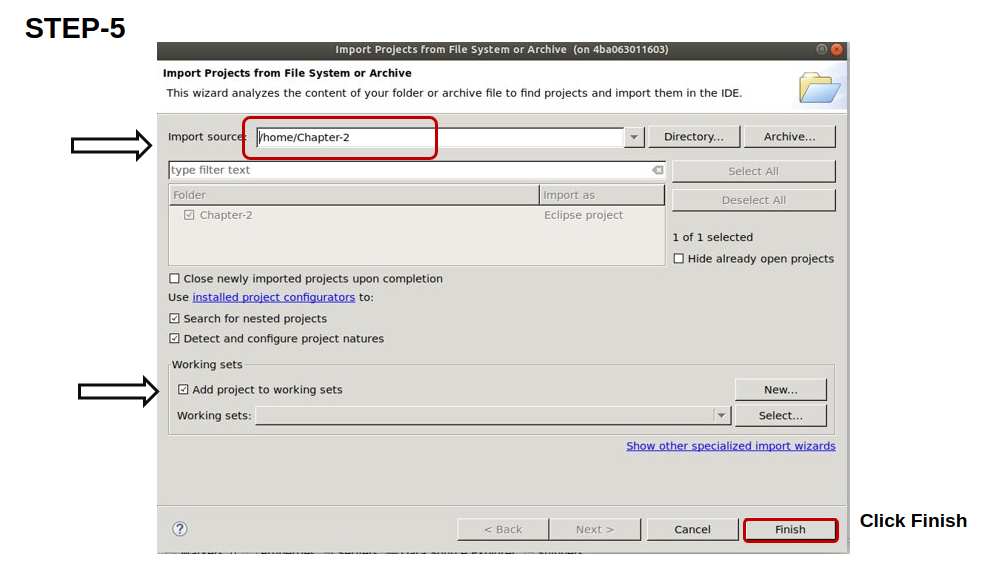 STEP-5
Import Projects from File System or Archive (on 4ba063011603)
Import Projects from File System or Archive
This wizard analyzes the content of your folder or archive file to find projects and import them in the IDE.
Import source: /home/Chapter-2 Directory... Archive...
type filter text Select All
Folder Import as Deselect All
Chapter-2 Eclipse project
1 of 1 selected
Hide already open projects
Close newly imported projects upon completion
Use installed project configurators to:
Search for nested projects
Detect and configure project natures
Working sets
Add project to working sets New...
Working sets: Select...
Show other specialized import wizards
? < Back Next > Cancel Finish Click Finish